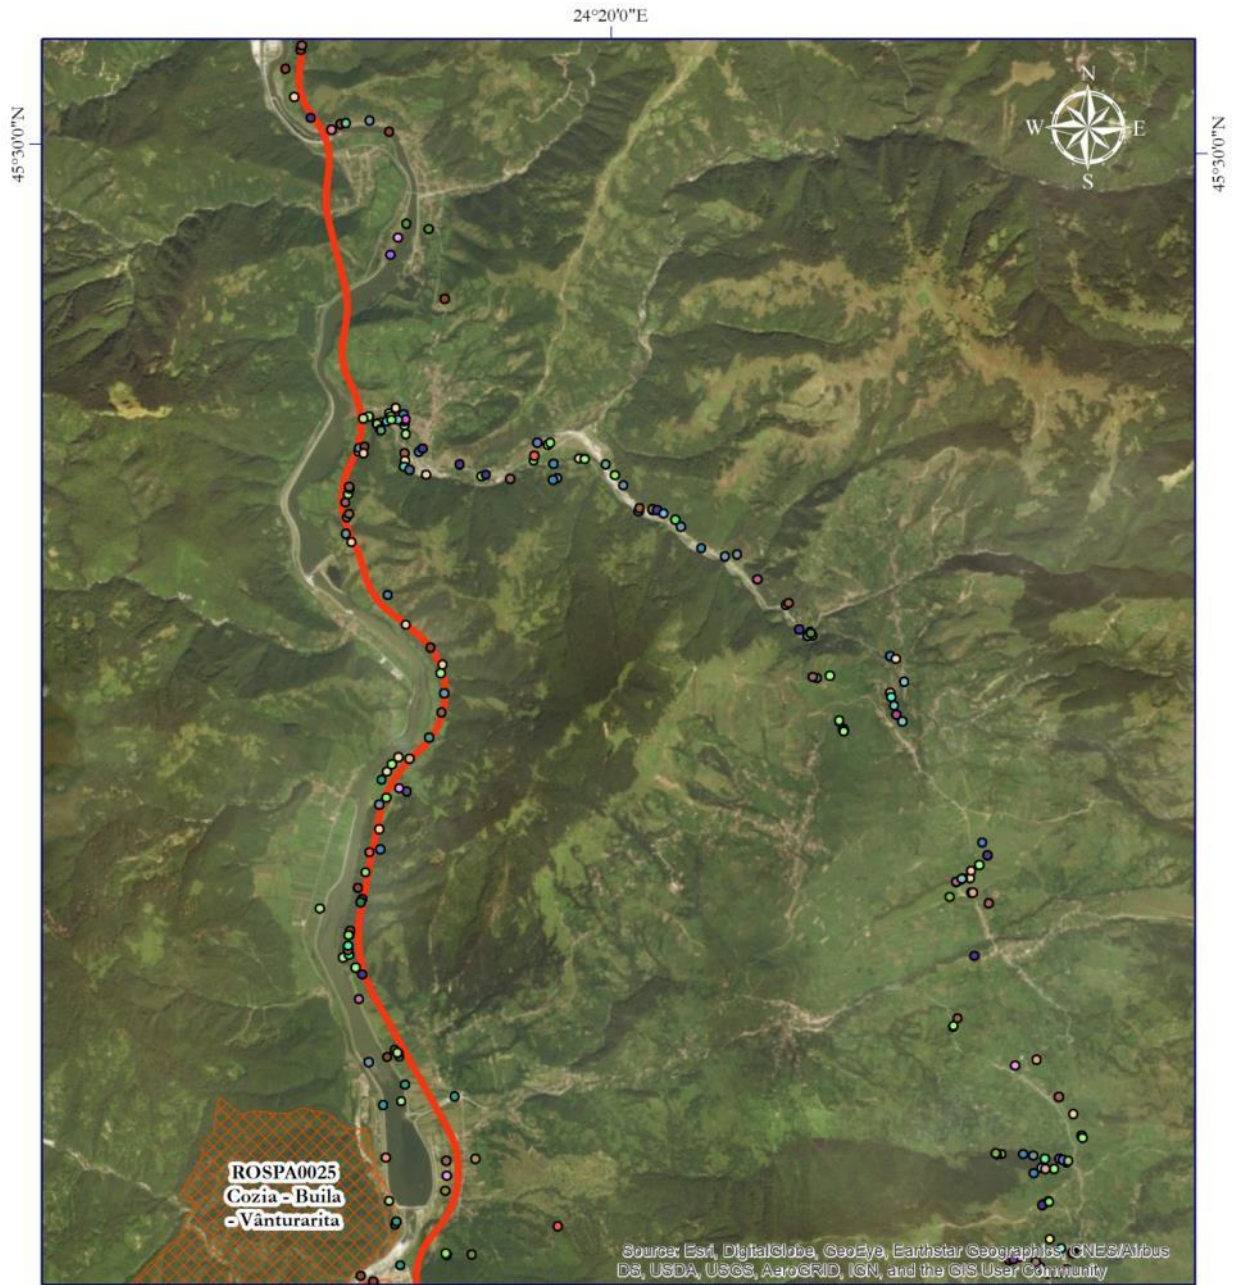 24°20'0"E
45°30'0"N
45°30'0"N
N
W E
S
ROSPA0025
Cozia - Buila
- Vânturarita
Source: Esri, DigitalGlobe, GeoEye, Earthstar Geographics, CNES/Airbus
DS, USDA, USGS, AeroGRID, IGN, and the GIS User Community